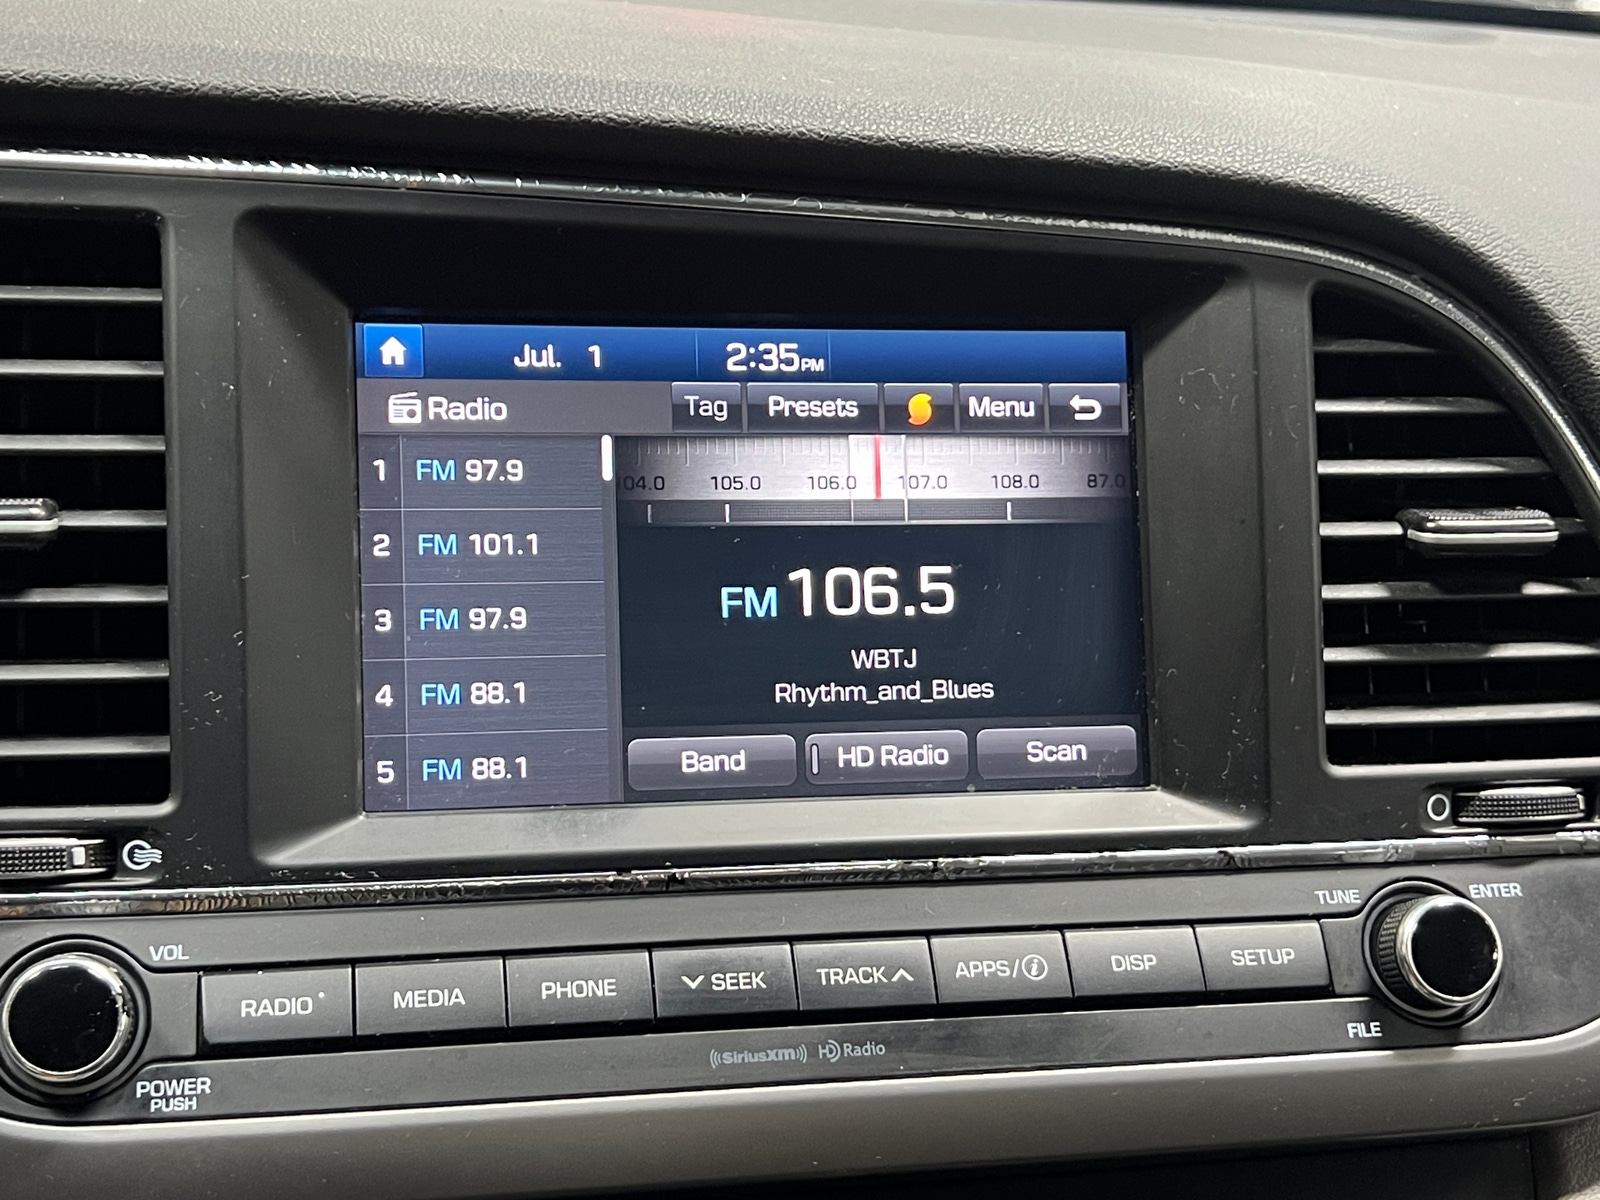 Jul. 1 2:35PM
Radio Tag Presets Menu
1 FM 97.9
2 FM 101.1
3 FM 97.9
4 FM 88.1
5 FM 88.1
04.0 105.0 106.0 107.0 108.0 87.0
FM 106.5
WBTJ
Rhythm_and_Blues
Band HD Radio Scan
VOL
TUNE ENTER
RADIO MEDIA PHONE SEEK TRACK APPS/i DISP SETUP
FILE
POWER
PUSH
((SiriusXM)) HD Radio